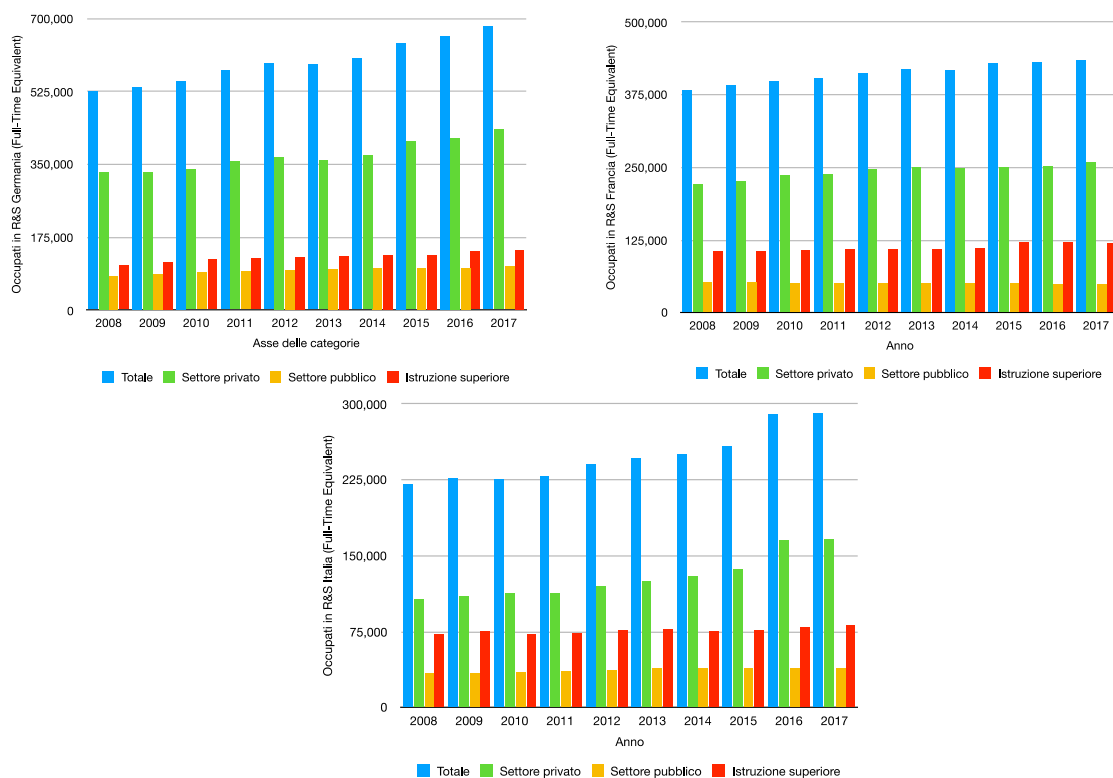 Occupati in R&S Germania (Full-Time Equivalent)
700,000
525,000
350,000
175,000
0
2008 2009 2010 2011 2012 2013 2014 2015 2016 2017
Asse delle categorie
Totale Settore privato Settore pubblico Istruzione superiore
Occupati in R&S Francia (Full-Time Equivalent)
500,000
375,000
250,000
125,000
0
2008 2009 2010 2011 2012 2013 2014 2015 2016 2017
Anno
Totale Settore privato Settore pubblico Istruzione superiore
Occupati in R&S Italia (Full-Time Equivalent)
300,000
225,000
150,000
75,000
0
2008 2009 2010 2011 2012 2013 2014 2015 2016 2017
Anno
Totale Settore privato Settore pubblico Istruzione superiore